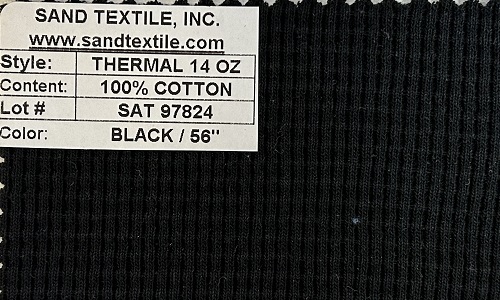 SAND TEXTILE, INC.
www.sandtextile.com
Style: THERMAL 14 OZ
Content: 100% COTTON
Lot # SAT 97824
Color: BLACK / 56"